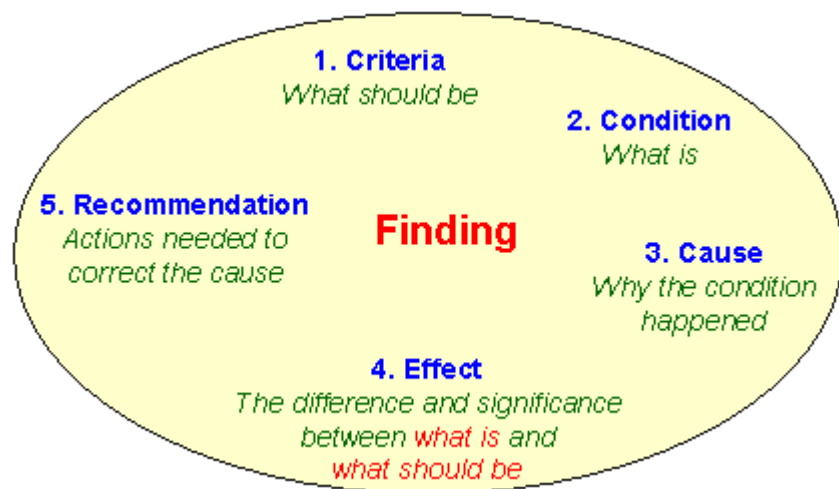 1. Criteria
What should be
2. Condition
What is
5. Recommendation
Actions needed to
correct the cause
Finding
3. Cause
Why the condition
happened
4. Effect
The difference and significance
between what is and
what should be